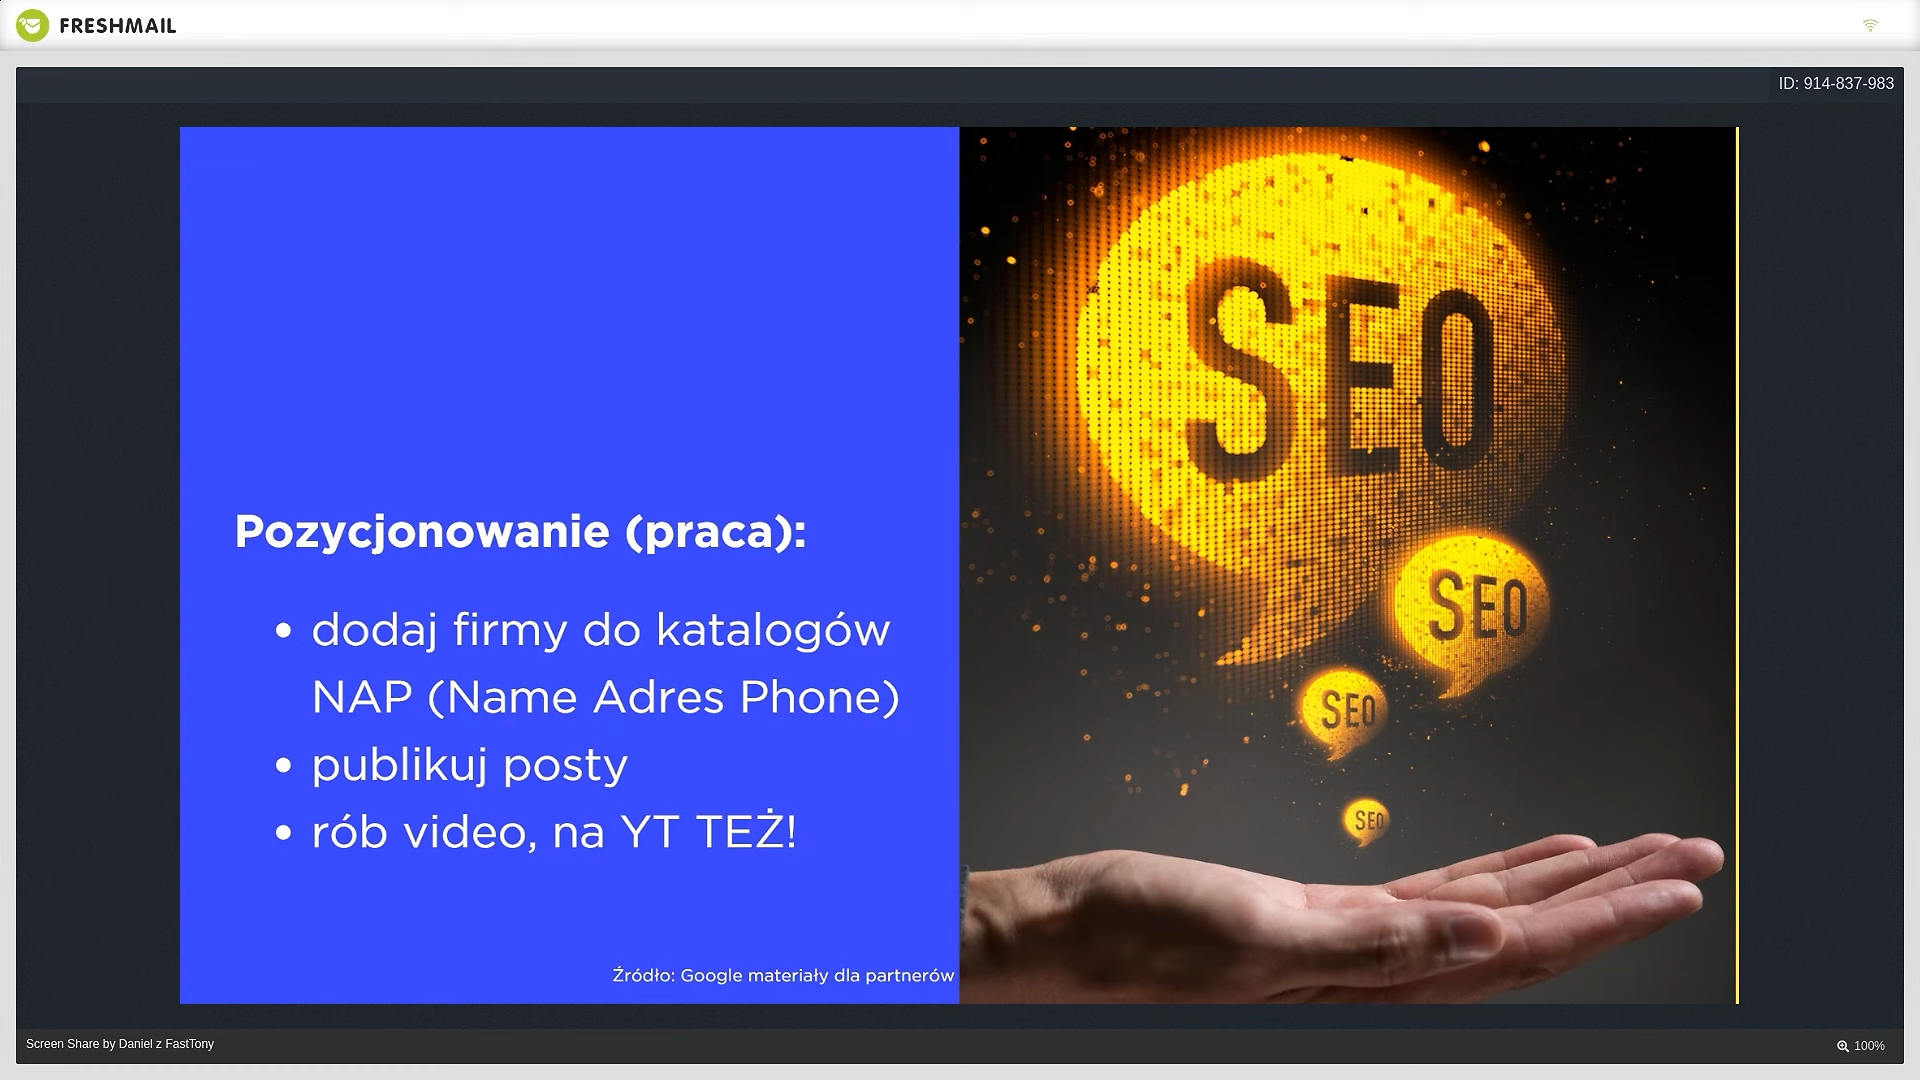 FRESHMAIL
ID: 914-837-983
Pozycjonowanie (praca):
• dodaj firmy do katalogów
NAP (Name Adres Phone)
• publikuj posty
• rób video, na YT TEŻ!
Źródło: Google materiały dla partnerów
SEO
SEO
SEO
SEO
Screen Share by Daniel z FastTony
100%